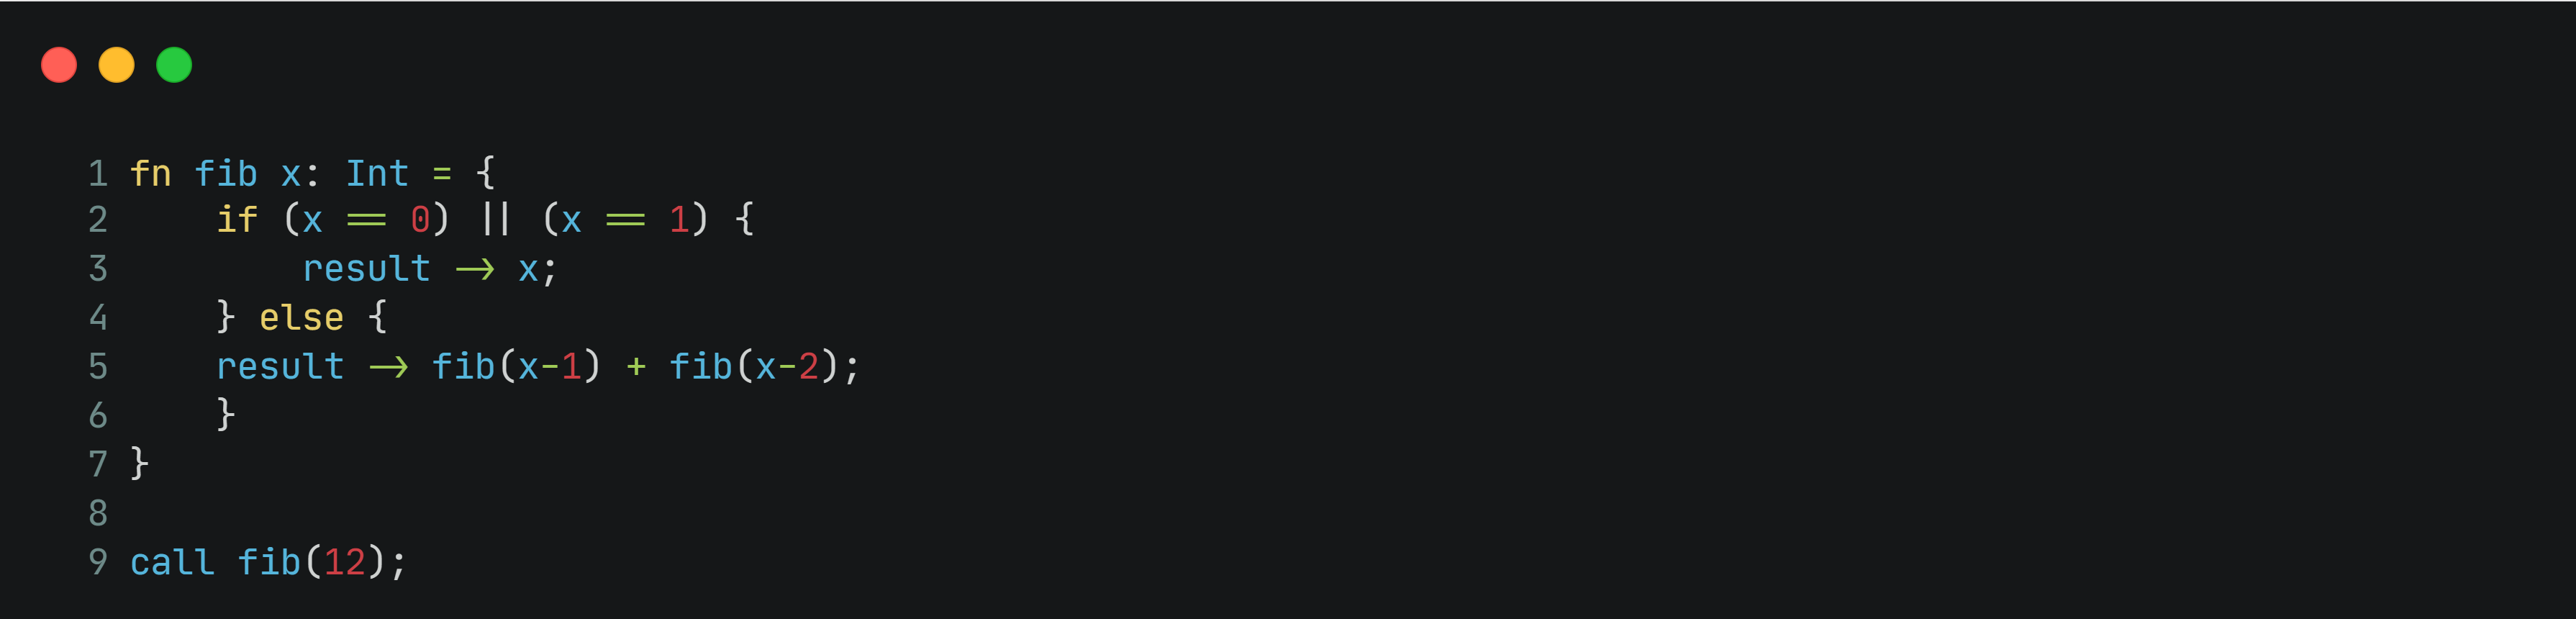 1 fn fib x: Int = {
2     if (x == 0) || (x == 1) {
3         result -> x;
4     } else {
5     result -> fib(x-1) + fib(x-2);
6     }
7 }
8
9 call fib(12);